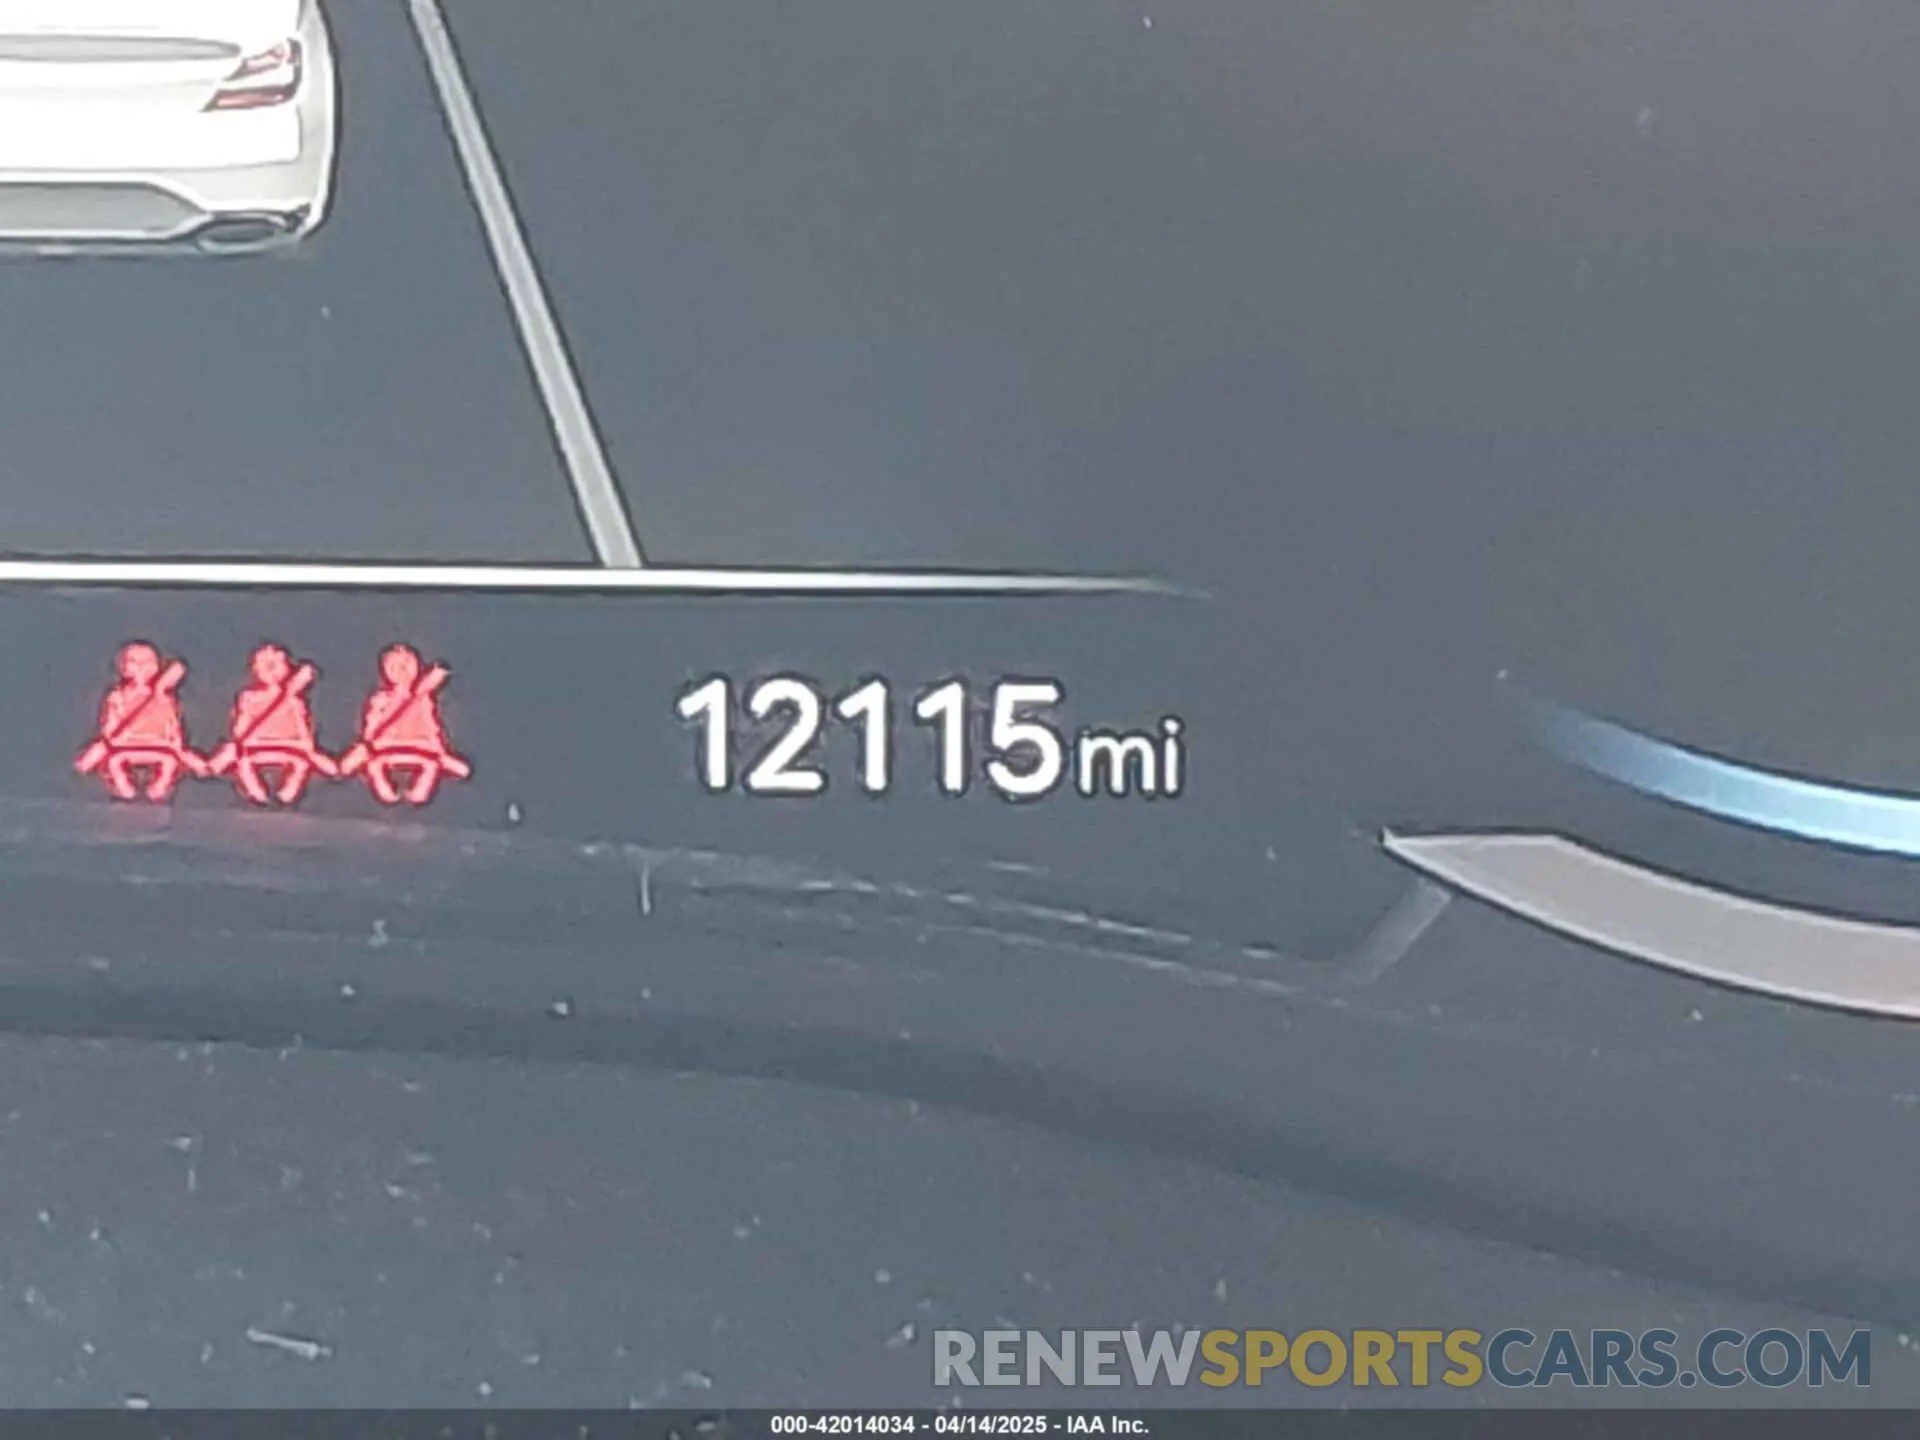 12115mi
RENEWSPORTSCARS.COM
000-42014034 - 04/14/2025 - IAA Inc.